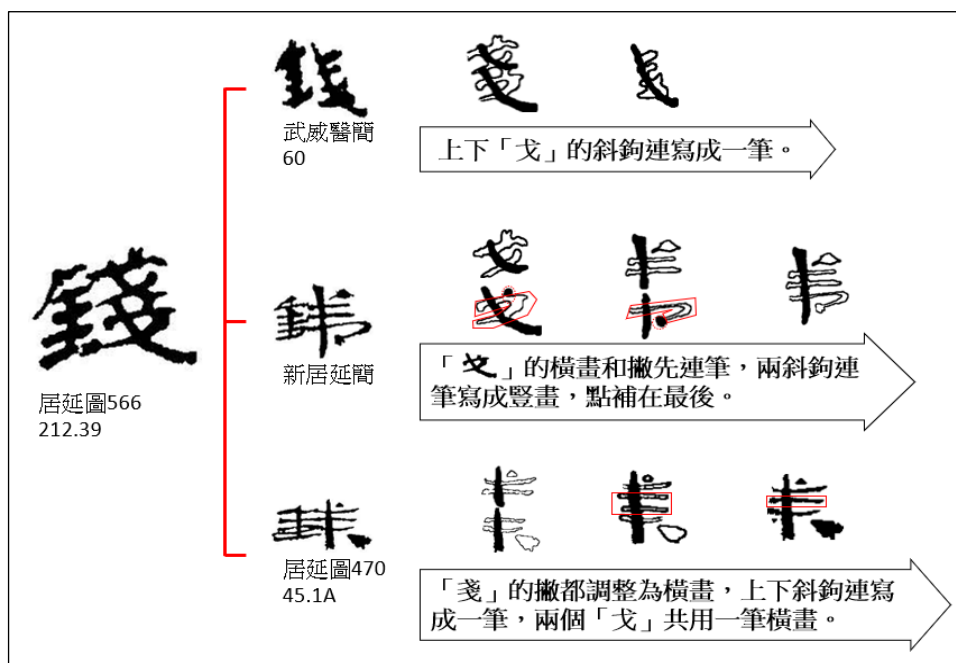 錢
武威醫簡
60
上下「戈」的斜鉤連寫成一筆。
錢
居延圖566
212.39
錢
新居延簡
「」的橫畫和撇先連筆，兩斜鉤連
筆寫成豎畫，點補在最後。
錢
居延圖470
45.1A
「戔」的撇都調整為橫畫，上下斜鉤連寫
成一筆，兩個「戈」共用一筆橫畫。